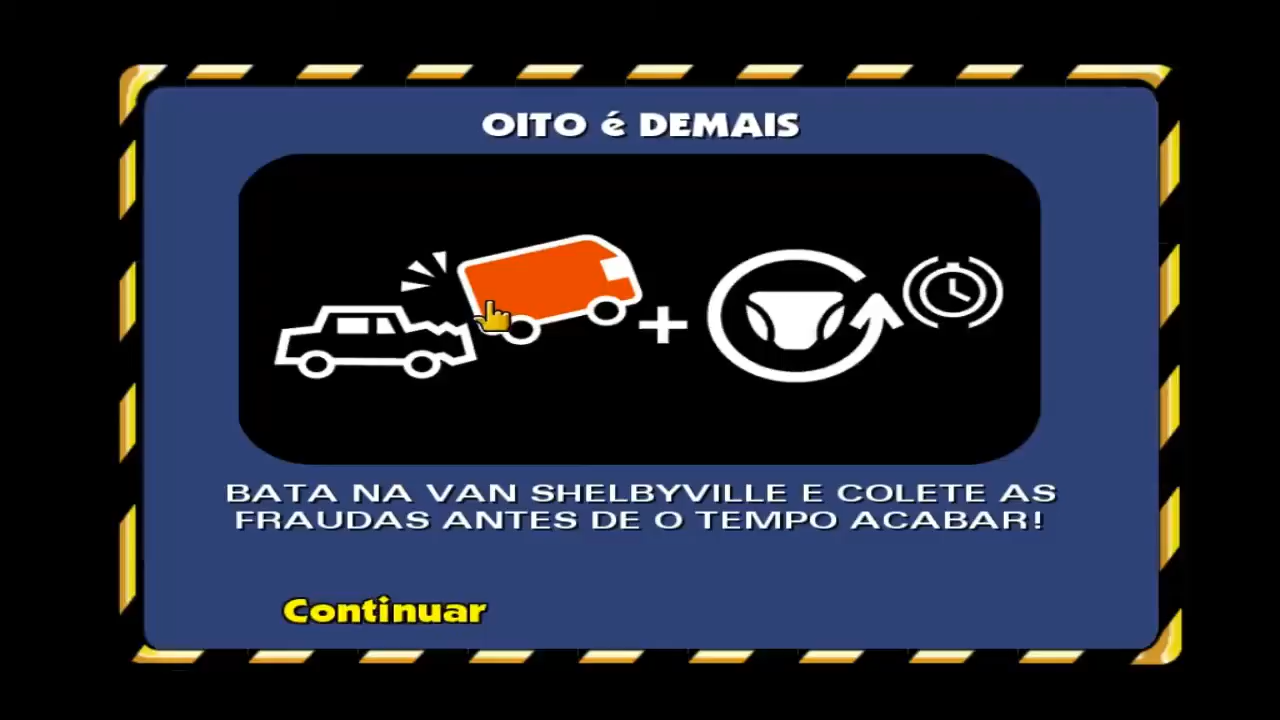 OITO é DEMAIS
BATA NA VAN SHELBYVILLE E COLETE AS
FRAUDAS ANTES DE O TEMPO ACABAR!
Continuar